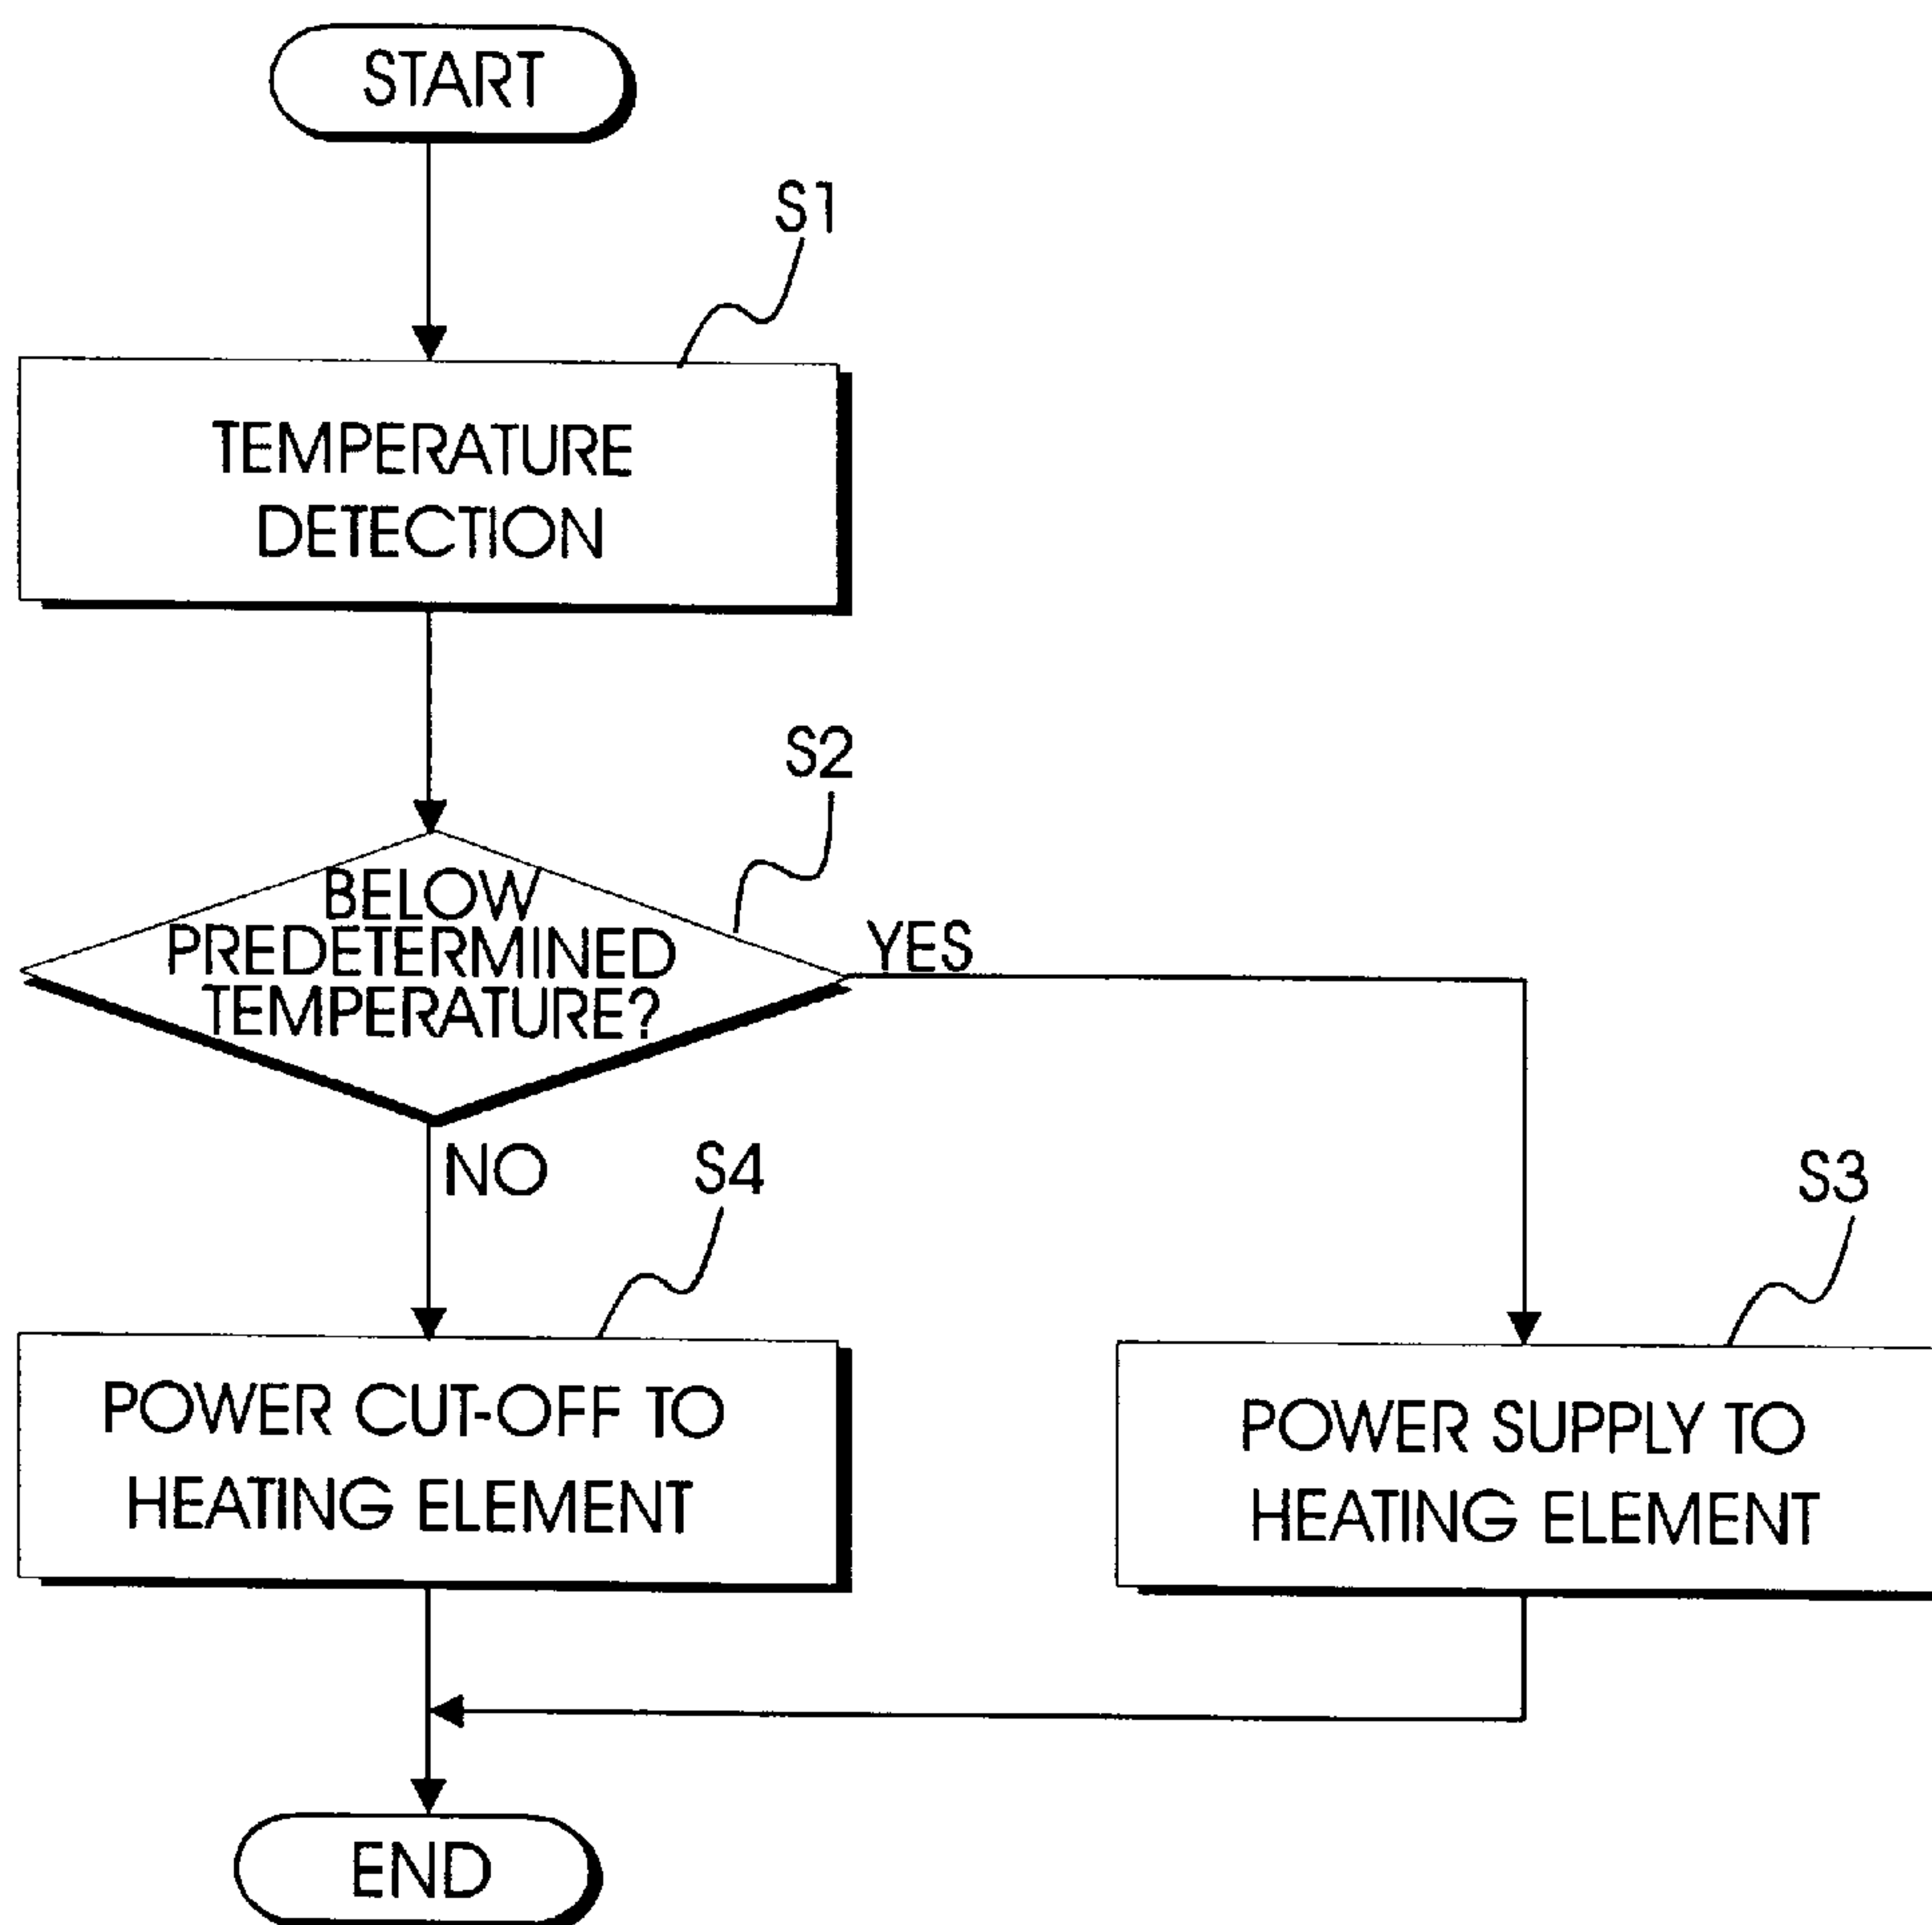 START
S1
TEMPERATURE
DETECTION
S2
BELOW
PREDETERMINED
TEMPERATURE?
YES
NO
S4
S3
POWER CUT-OFF TO
HEATING ELEMENT
POWER SUPPLY TO
HEATING ELEMENT
END